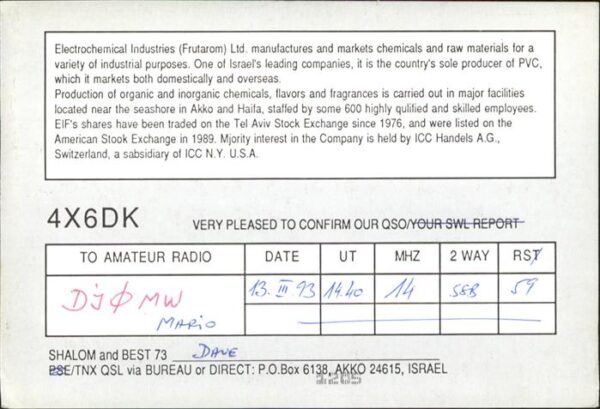 Electrochemical Industries (Frutarom) Ltd. manufactures and markets chemicals and raw materials for a
variety of industrial purposes. One of Israel's leading companies, it is the country's sole producer of PVC,
which it markets both domestically and overseas.
Production of organic and inorganic chemicals, flavors and fragrances is carried out in major facilities
located near the seashore in Akko and Haifa, staffed by some 600 highly qulified and skilled employees.
EIF's shares have been traded on the Tel Aviv Stock Exchange since 1976, and were listed on the
American Stock Exchange in 1989. Mjority interest in the Company is held by ICC Handels A.G.,
Switzerland, a sabsidiary of ICC N.Y. U.S.A.
4X6DK VERY PLEASED TO CONFIRM OUR QSO/YOUR SWL REPORT
TO AMATEUR RADIO DATE UT MHZ 2 WAY RST
DJØMW 13. III 93 14.40 14 SSB 59
MARIO
SHALOM and BEST 73 DAVE
PSE/TNX QSL via BUREAU or DIRECT: P.O.Box 6138, AKKO 24615, ISRAEL